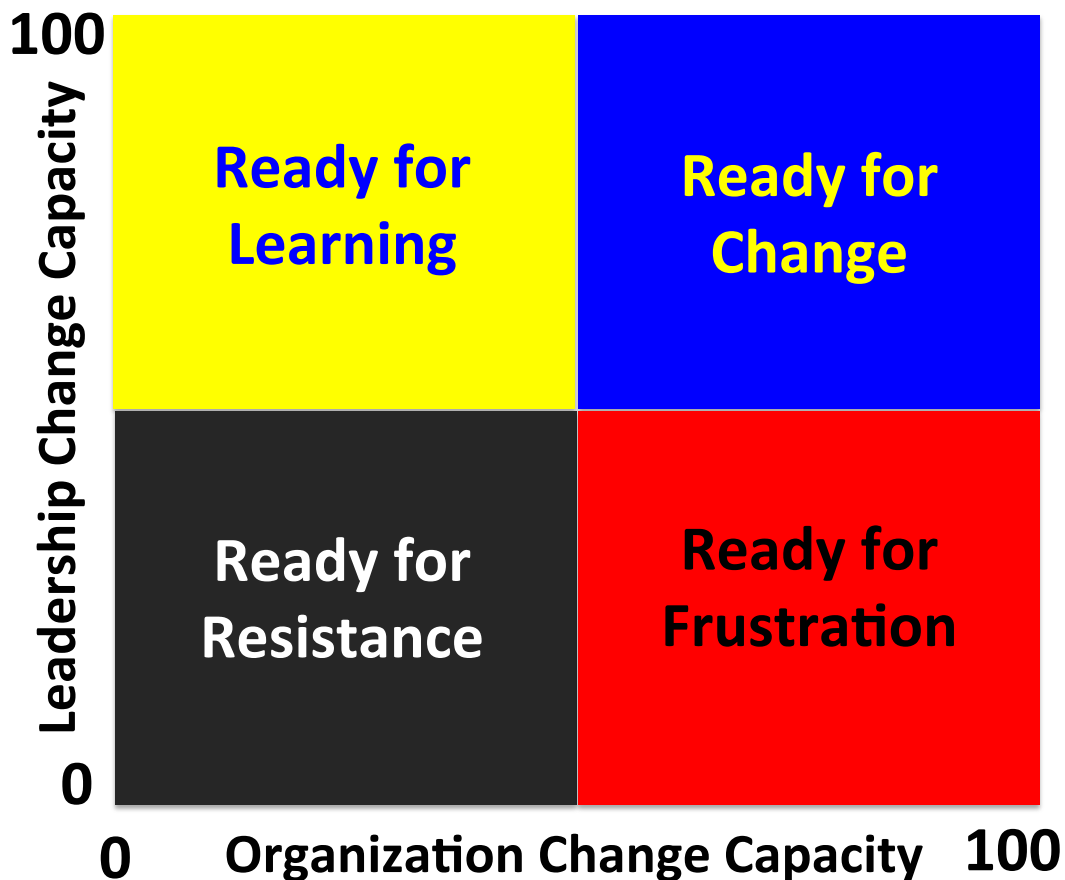 100
Leadership Change Capacity
Ready for
Learning
Ready for
Change
Ready for
Resistance
Ready for
Frustration
0
0
Organization Change Capacity
100